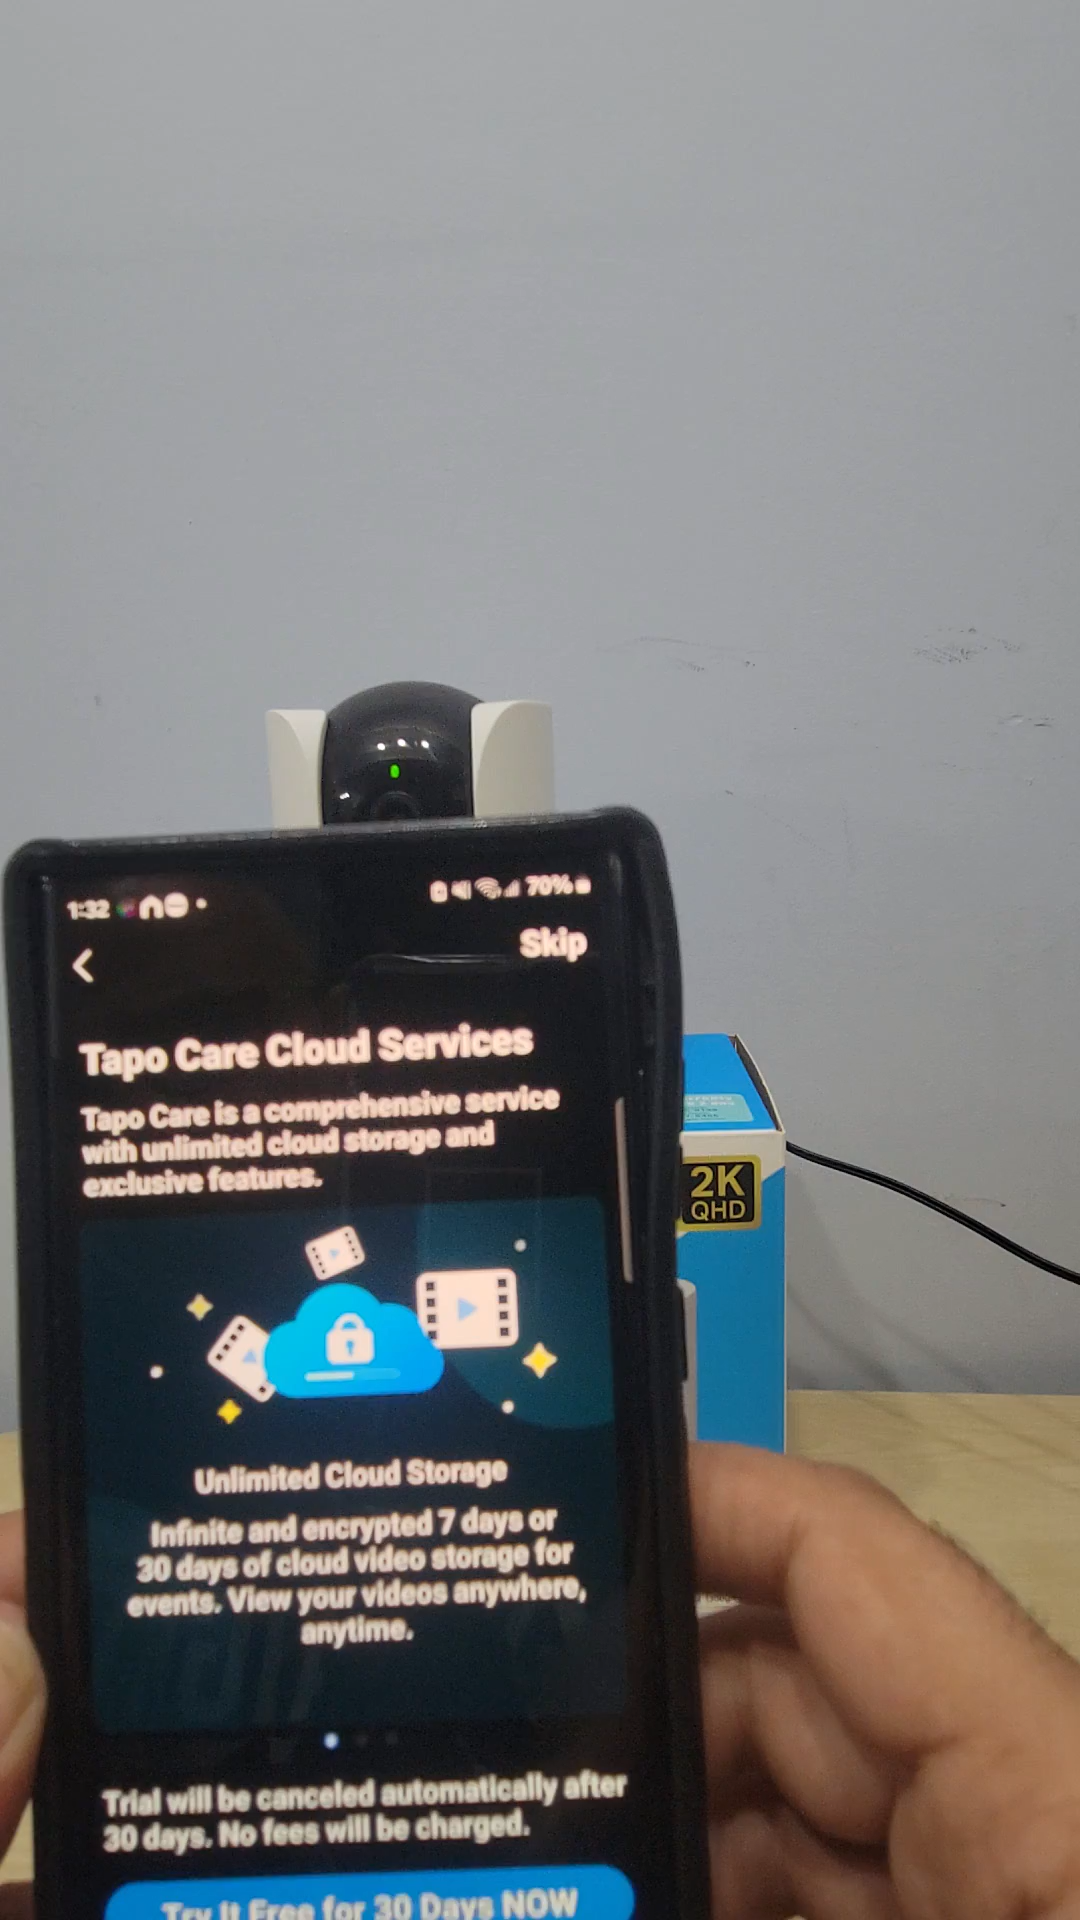 1:32
70%
Skip
Tapo Care Cloud Services
Tapo Care is a comprehensive service
with unlimited cloud storage and
exclusive features.
2K
QHD
Unlimited Cloud Storage
Infinite and encrypted 7 days or
30 days of cloud video storage for
events. View your videos anywhere,
anytime.
Trial will be canceled automatically after
30 days. No fees will be charged.
Try It Free for 30 Days NOW